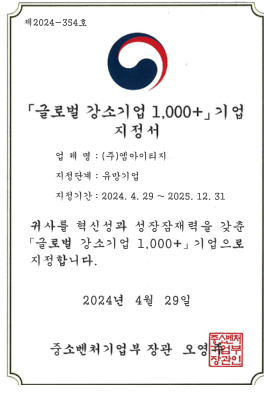 제2024-354호
「글로벌 강소기업 1,000+」기업
지정서
업 체 명 : (주)엠아이티지
지정단계 : 유망기업
지정기간 : 2024. 4. 29 ~ 2025. 12. 31
귀사를 혁신성과 성장잠재력을 갖춘
「글로벌 강소기업 1,000+」기업으로
지정합니다.
2024년 4월 29일
중소벤처기업부 장관 오영주
중소벤처
기업부
장관인